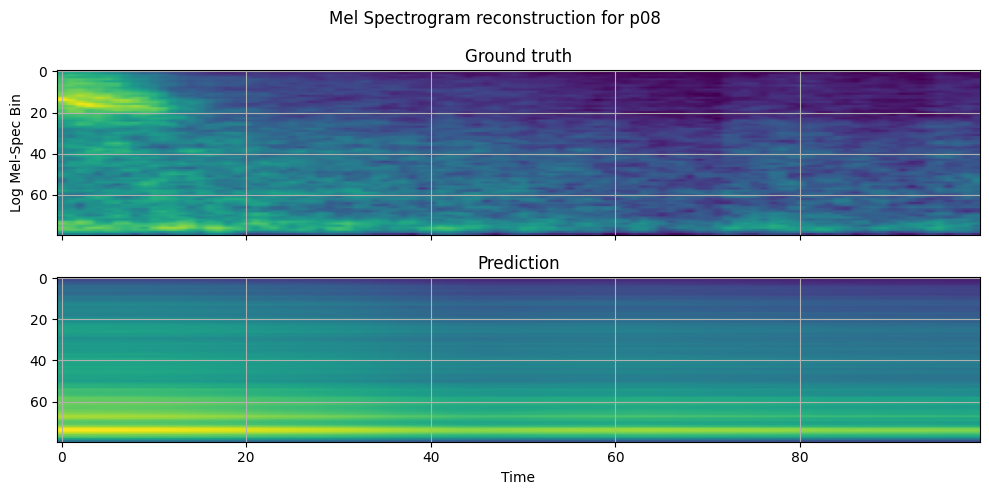 Mel Spectrogram reconstruction for p08
Ground truth
0
20
40
60
Log Mel-Spec Bin
Prediction
0
20
40
60
0 20 40 60 80
Time